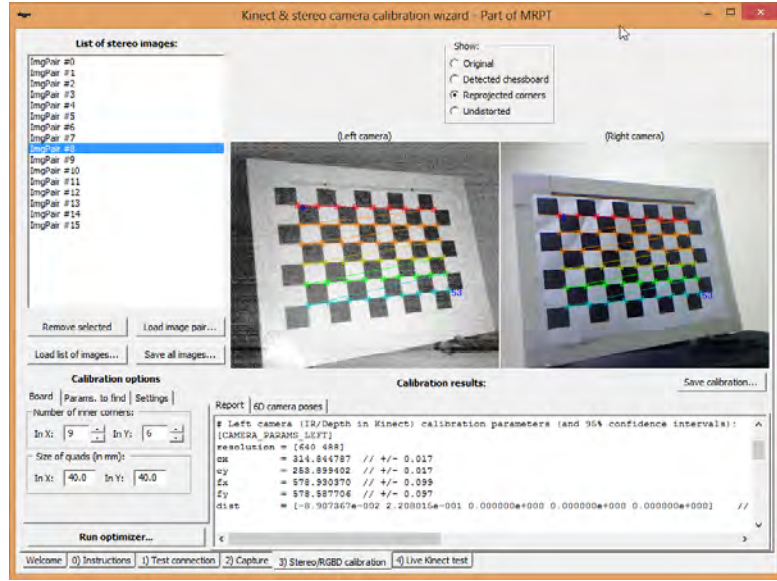 Kinect & stereo camera calibration wizard - Part of MRPT
List of stereo images:
ImgPair #0
ImgPair #1
ImgPair #2
ImgPair #3
ImgPair #4
ImgPair #5
ImgPair #6
ImgPair #7
ImgPair #8
ImgPair #9
ImgPair #10
ImgPair #11
ImgPair #12
ImgPair #13
ImgPair #14
ImgPair #15
Show:
Original
Detected chessboard
Reprojected corners
Undistorted
(Left camera) (Right camera)
53 53
Remove selected Load image pair...
Load list of images... Save all images...
Calibration options
Board Params. to find Settings
Number of inner corners:
In X: 9 In Y: 6
Size of quads (in mm):
In X: 40.0 In Y: 40.0
Run optimizer...
Calibration results: Save calibration...
Report 6D camera poses
# Left camera (IR/Depth in Kinect) calibration parameters (and 95% confidence intervals):
[CAMERA_PARAMS_LEFT]
resolution = [640 488]
cx = 314.844787 // +/- 0.017
cy = 253.899402 // +/- 0.017
fx = 578.930370 // +/- 0.099
fy = 578.587706 // +/- 0.097
dist = [-8.907367e-002 2.208015e-001 0.000000e+000 0.000000e+000 0.000000e+000] //
Welcome 0) Instructions 1) Test connection 2) Capture 3) Stereo/RGBD calibration 4) Live Kinect test